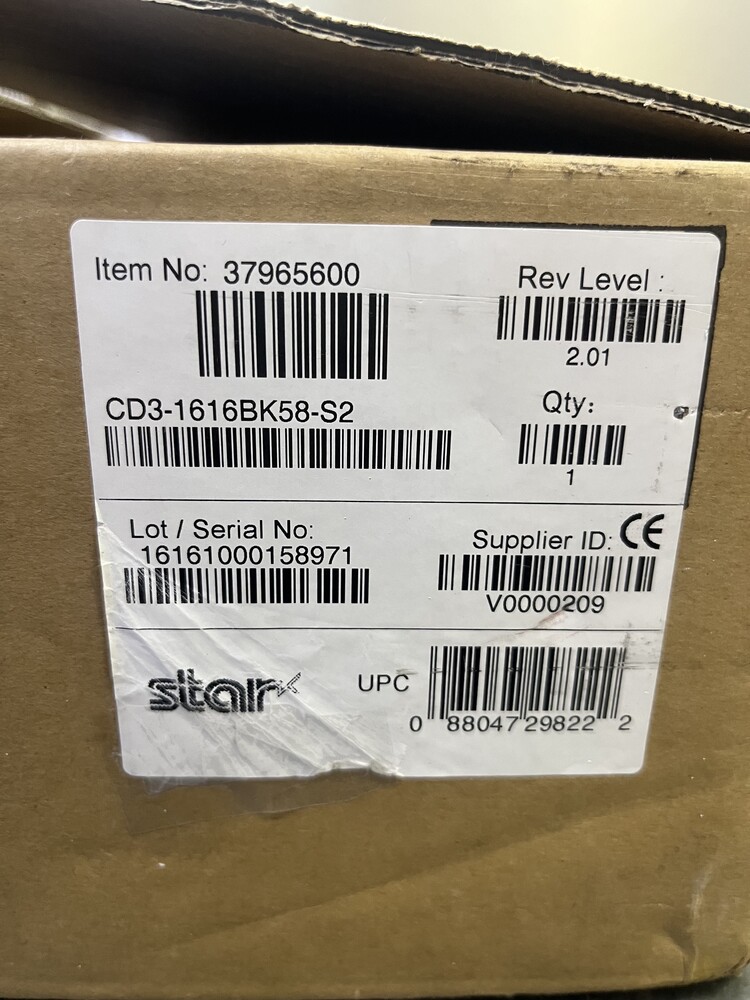 Item No: 37965600
Rev Level :
2.01
CD3-1616BK58-S2
Qty:
1
Lot / Serial No:
16161000158971
Supplier ID: CE
V0000209
star
UPC
0 88047 29822 2